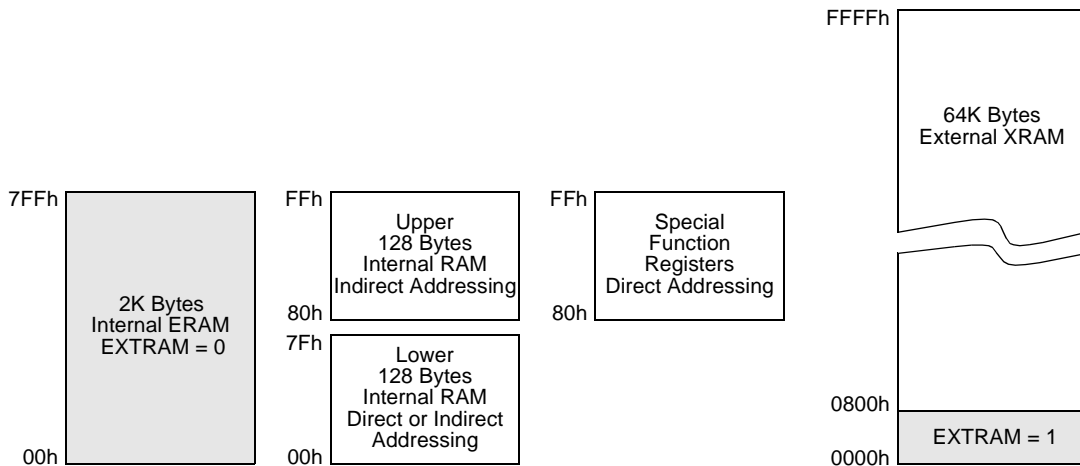 7FFh
2K Bytes
Internal ERAM
EXTRAM = 0
00h
FFh
Upper
128 Bytes
Internal RAM
Indirect Addressing
80h
7Fh
Lower
128 Bytes
Internal RAM
Direct or Indirect
Addressing
00h
FFh
Special
Function
Registers
Direct Addressing
80h
FFFFh
64K Bytes
External XRAM
0800h
EXTRAM = 1
0000h